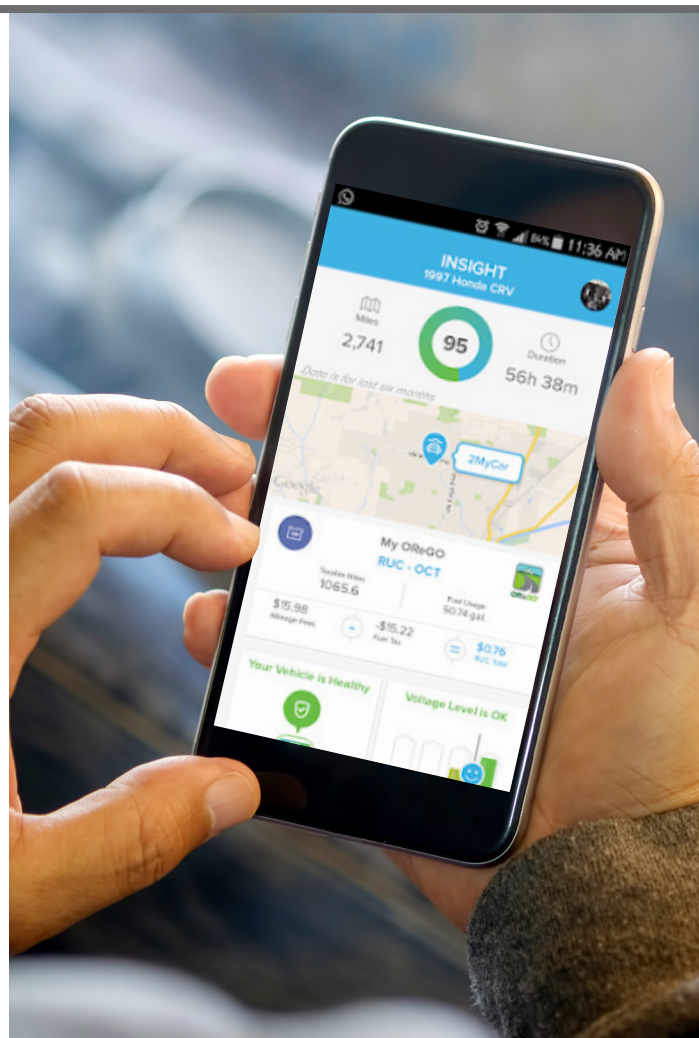 84% 11:36 AM
INSIGHT
1997 Honda CRV
Miles
2,741
95
Duration
56h 38m
Data is for last six months
2MyCar
Google
My OReGO
RUC - OCT
OReGO
Taxable Miles
1065.6
Fuel Usage
50.74 gal
$15.98
Mileage Fees
-
-$15.22
Fuel Tax
=
$0.76
RUC Total
Your Vehicle is Healthy
Voltage Level is OK